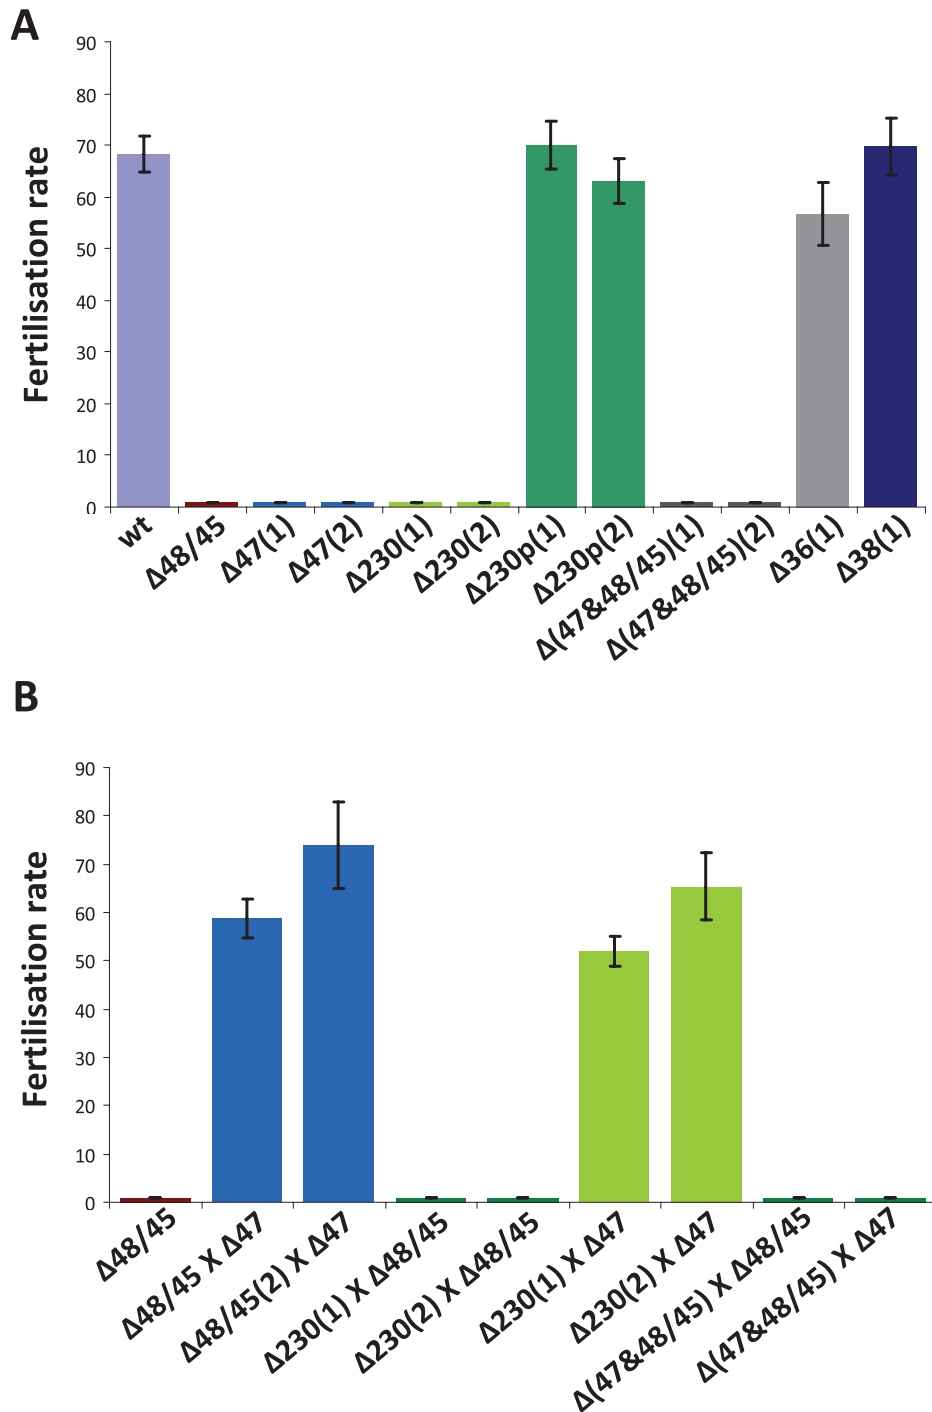 A
90
80
70
60
50
40
30
20
10
0
Fertilisation rate
wt
Δ48/45
Δ47(1)
Δ47(2)
Δ230(1)
Δ230(2)
Δ230p(1)
Δ230p(2)
Δ(47&48/45)(1)
Δ(47&48/45)(2)
Δ36(1)
Δ38(1)
B
90
80
70
60
50
40
30
20
10
0
Fertilisation rate
Δ48/45
Δ48/45 X Δ47
Δ48/45(2) X Δ47
Δ230(1) X Δ48/45
Δ230(2) X Δ48/45
Δ230(1) X Δ47
Δ230(2) X Δ47
Δ(47&48/45) X Δ48/45
Δ(47&48/45) X Δ47